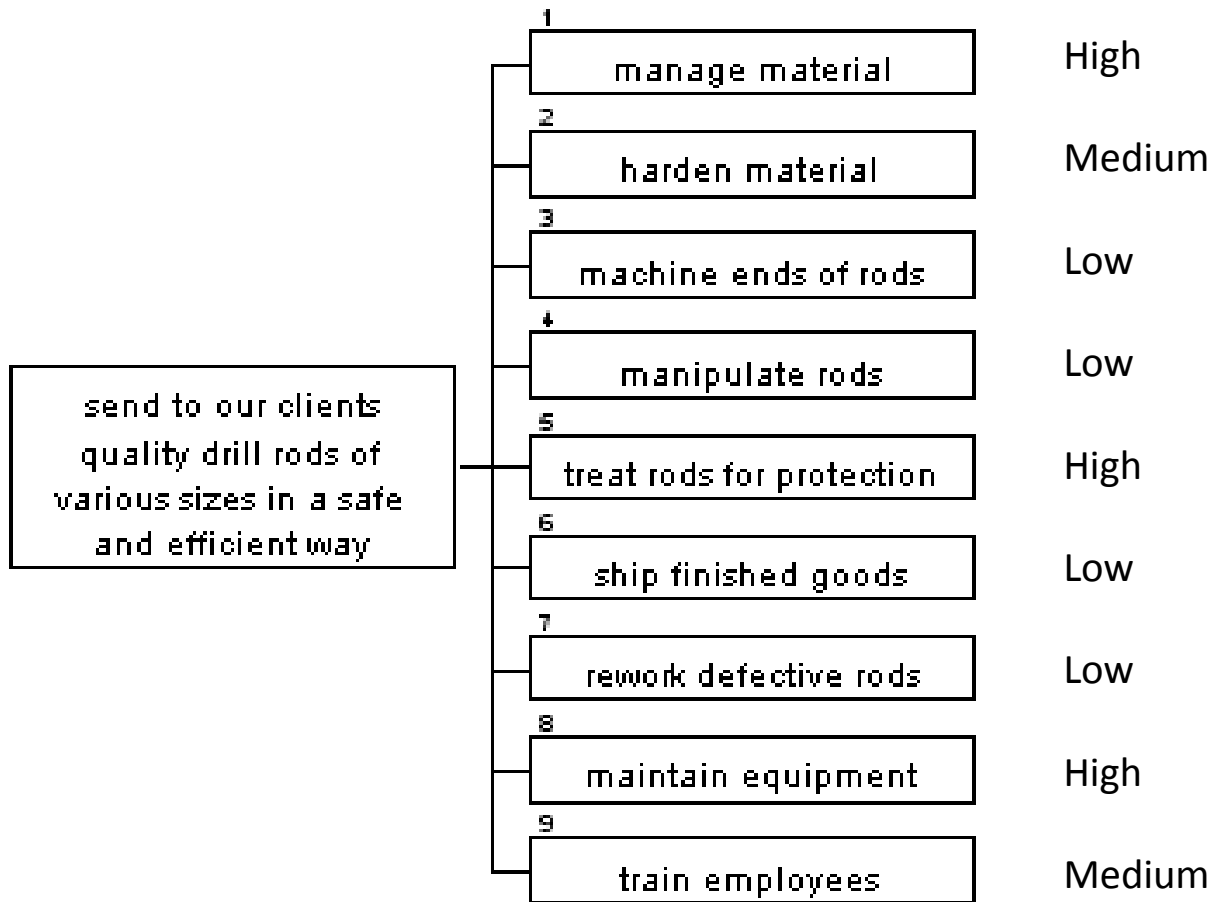 1
manage material
High
2
harden material
Medium
3
machine ends of rods
Low
4
manipulate rods
Low
send to our clients
quality drill rods of
various sizes in a safe
and efficient way
5
treat rods for protection
High
6
ship finished goods
Low
7
rework defective rods
Low
8
maintain equipment
High
9
train employees
Medium